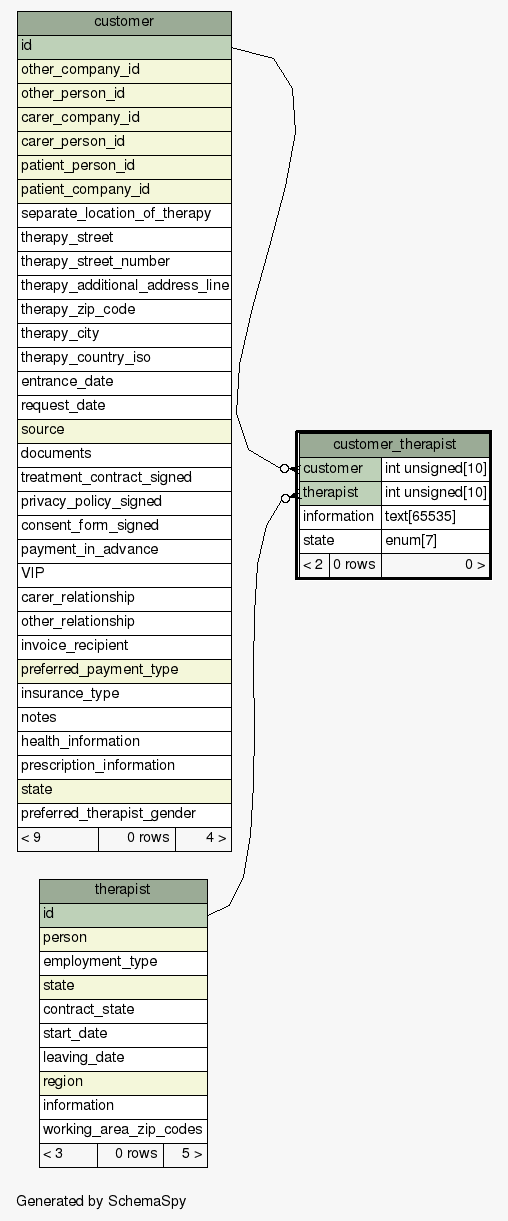 customer
id
other_company_id
other_person_id
carer_company_id
carer_person_id
patient_person_id
patient_company_id
separate_location_of_therapy
therapy_street
therapy_street_number
therapy_additional_address_line
therapy_zip_code
therapy_city
therapy_country_iso
entrance_date
request_date
source
documents
treatment_contract_signed
privacy_policy_signed
consent_form_signed
payment_in_advance
VIP
carer_relationship
other_relationship
invoice_recipient
preferred_payment_type
insurance_type
notes
health_information
prescription_information
state
preferred_therapist_gender
< 9 0 rows 4 >
customer_therapist
customer int unsigned[10]
therapist int unsigned[10]
information text[65535]
state enum[7]
< 2 0 rows 0 >
therapist
id
person
employment_type
state
contract_state
start_date
leaving_date
region
information
working_area_zip_codes
< 3 0 rows 5 >
Generated by SchemaSpy